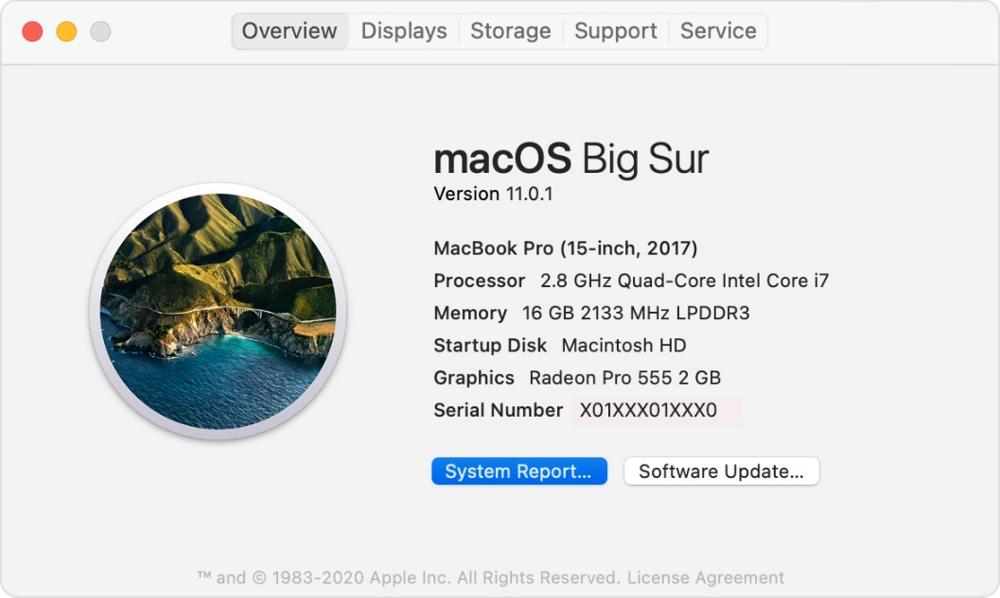 Overview Displays Storage Support Service
macOS Big Sur
Version 11.0.1
MacBook Pro (15-inch, 2017)
Processor 2.8 GHz Quad-Core Intel Core i7
Memory 16 GB 2133 MHz LPDDR3
Startup Disk Macintosh HD
Graphics Radeon Pro 555 2 GB
Serial Number X01XXX01XXX0
System Report... Software Update...
™ and © 1983-2020 Apple Inc. All Rights Reserved. License Agreement